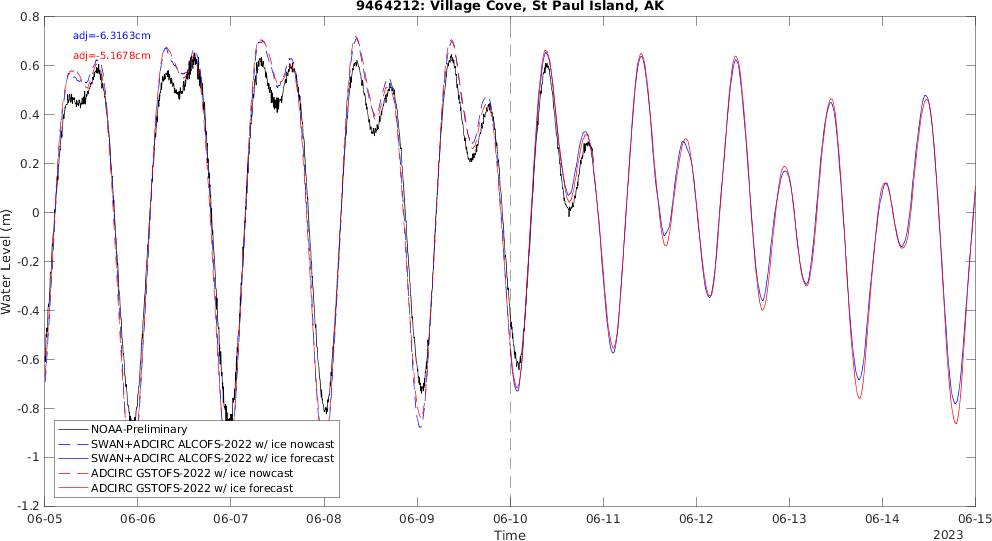 9464212: Village Cove, St Paul Island, AK
adj=-6.3163cm
adj=-5.1678cm
Water Level (m)
0.8
0.6
0.4
0.2
0
-0.2
-0.4
-0.6
-0.8
-1
-1.2
NOAA-Preliminary
SWAN+ADCIRC ALCOFS-2022 w/ ice nowcast
SWAN+ADCIRC ALCOFS-2022 w/ ice forecast
ADCIRC GSTOFS-2022 w/ ice nowcast
ADCIRC GSTOFS-2022 w/ ice forecast
06-05 06-06 06-07 06-08 06-09 06-10 06-11 06-12 06-13 06-14 06-15
2023
Time